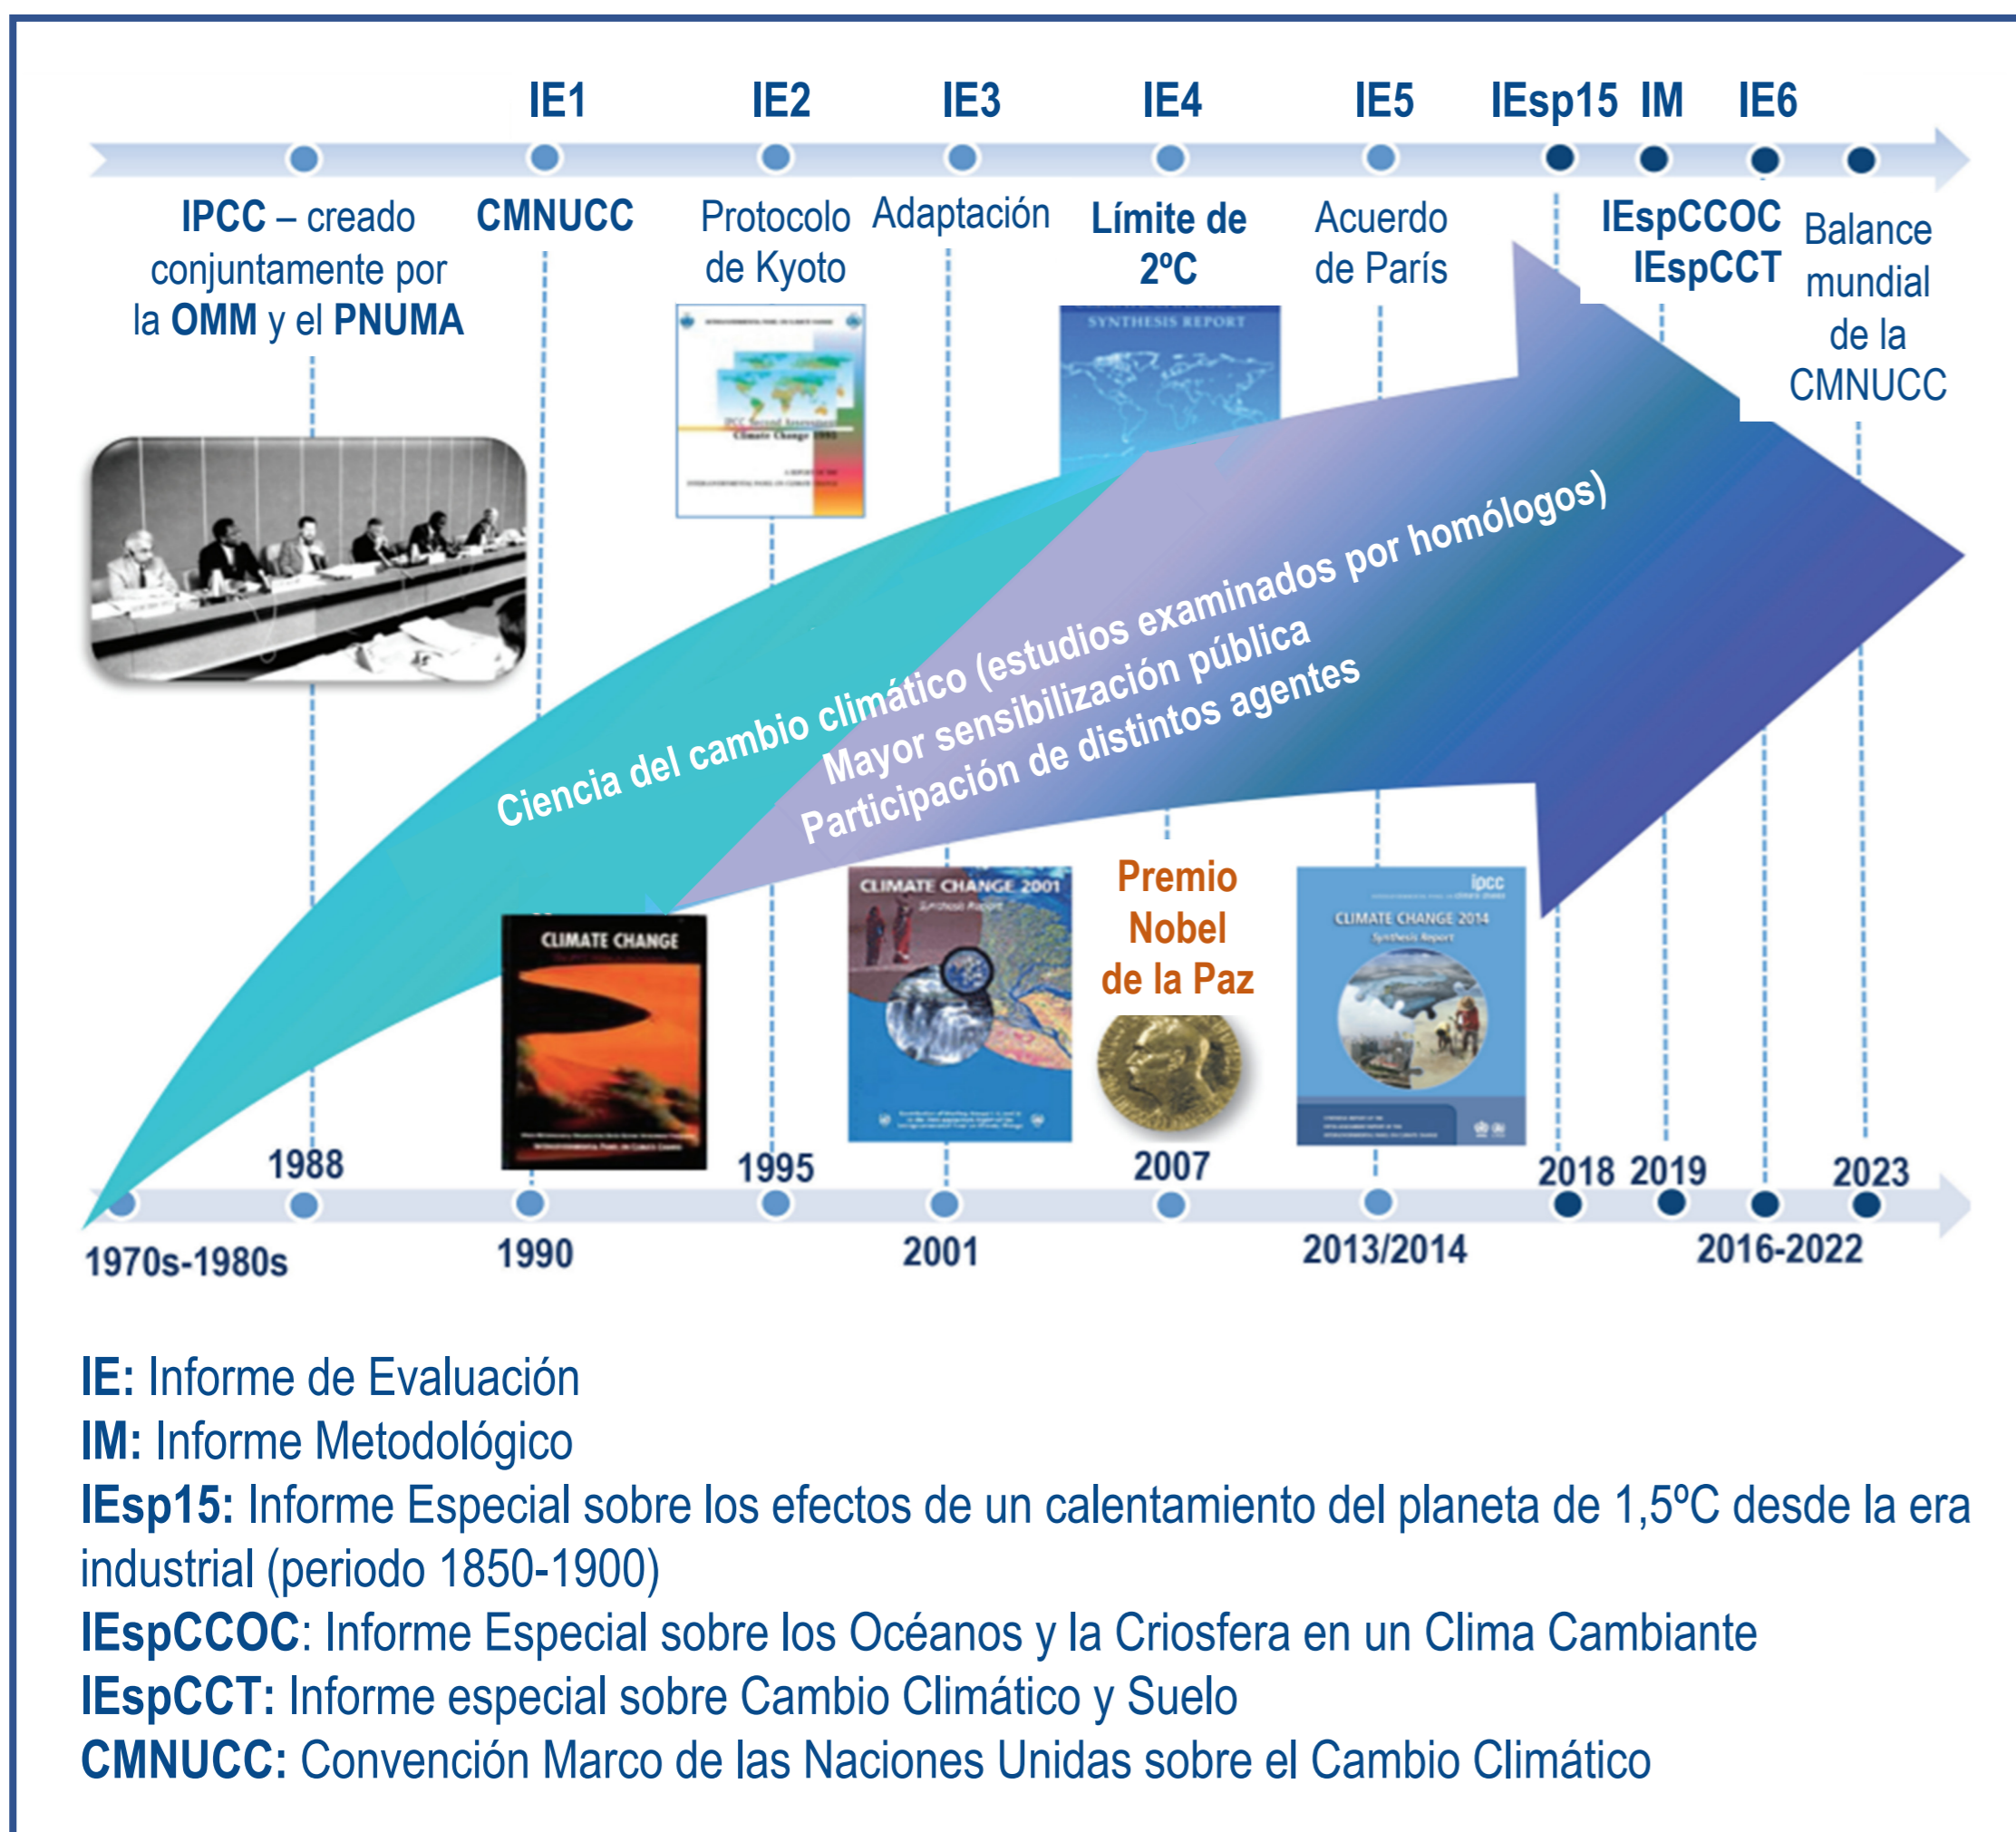 IE1 IE2 IE3 IE4 IE5 IEsp15 IM IE6
IPCC – creado
conjuntamente por
la OMM y el PNUMA
CMNUCC
Protocolo
de Kyoto
Adaptación
Límite de
2ºC
Acuerdo
de París
IEspCCOC
IEspCCT
Balance
mundial
de la
CMNUCC
IPCC Second Assessment
Climate Change 1995
SYNTHESIS REPORT
Ciencia del cambio climático (estudios examinados por homólogos)
Mayor sensibilización pública
Participación de distintos agentes
CLIMATE CHANGE
CLIMATE CHANGE 2001
Synthesis Report
Premio
Nobel
de la Paz
ipcc
CLIMATE CHANGE 2014
Synthesis Report
1988
1995
2007
2018 2019
2023
1970s-1980s
1990
2001
2013/2014
2016-2022
IE: Informe de Evaluación
IM: Informe Metodológico
IEsp15: Informe Especial sobre los efectos de un calentamiento del planeta de 1,5ºC desde la era
industrial (periodo 1850-1900)
IEspCCOC: Informe Especial sobre los Océanos y la Criosfera en un Clima Cambiante
IEspCCT: Informe especial sobre Cambio Climático y Suelo
CMNUCC: Convención Marco de las Naciones Unidas sobre el Cambio Climático